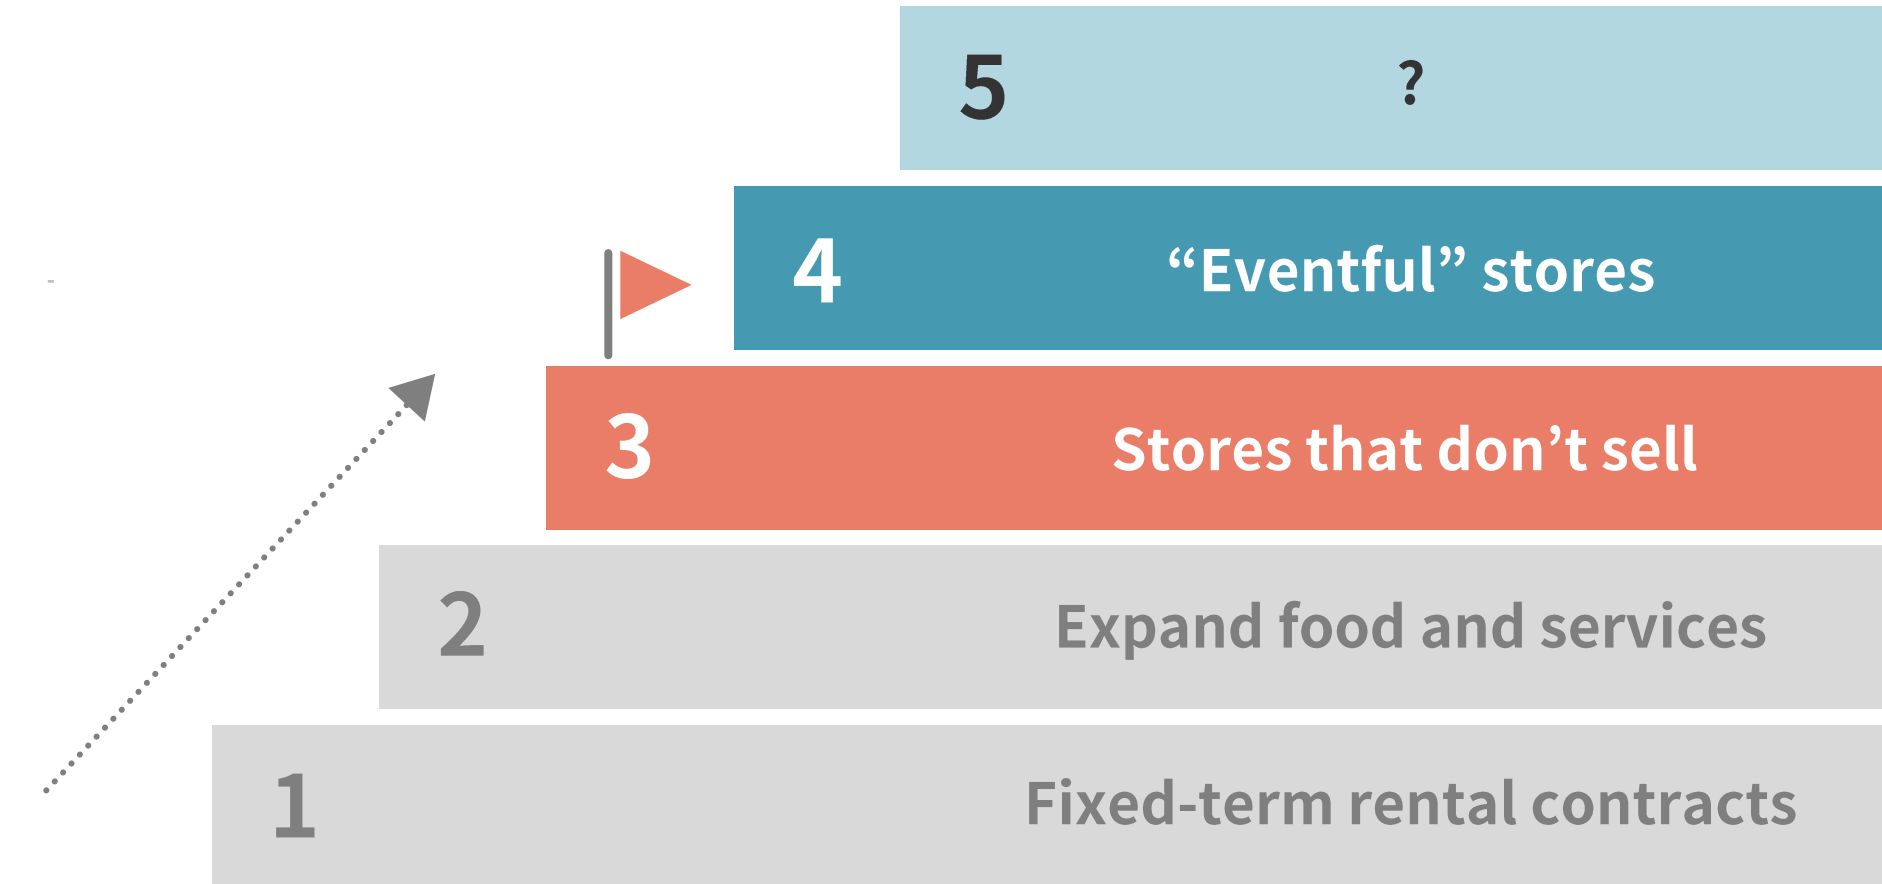 5 ?
4 “Eventful” stores
3 Stores that don’t sell
2 Expand food and services
1 Fixed-term rental contracts